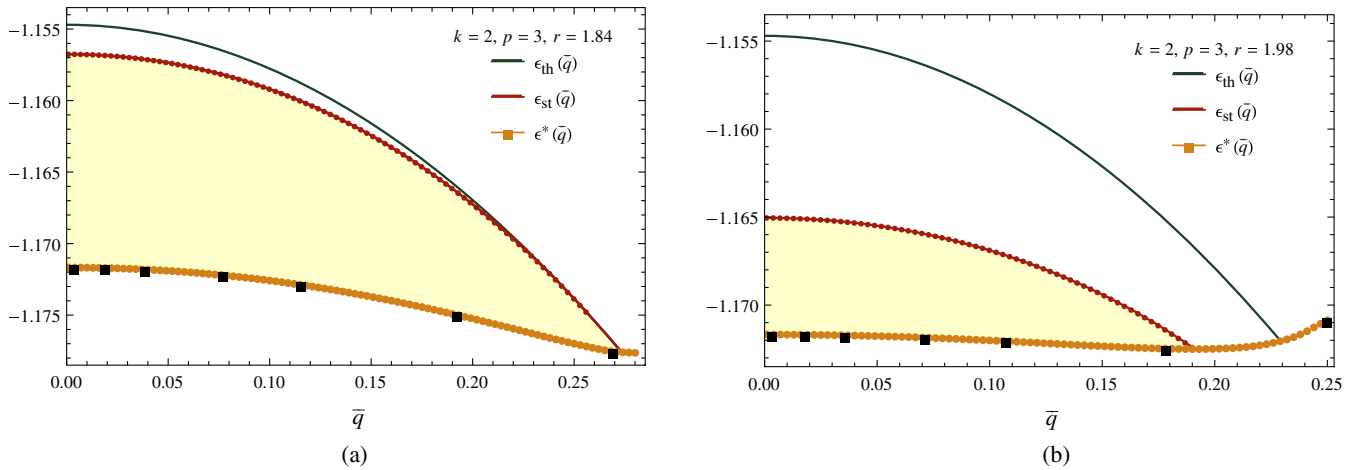 k = 2, p = 3, r = 1.84
ϵth(q̄)
ϵst(q̄)
ϵ*(q̄)
−1.155
−1.160
−1.165
−1.170
−1.175
0.00 0.05 0.10 0.15 0.20 0.25
q̄
(a)
k = 2, p = 3, r = 1.98
ϵth(q̄)
ϵst(q̄)
ϵ*(q̄)
−1.155
−1.160
−1.165
−1.170
0.00 0.05 0.10 0.15 0.20 0.25
q̄
(b)